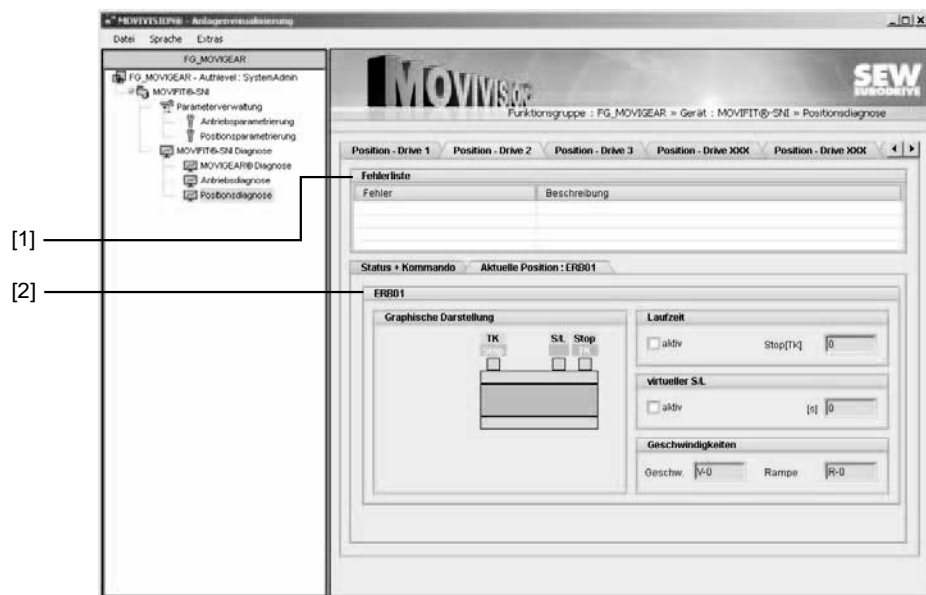 MOVIVISION® - Anlagenvisualisierung
Datei Sprache Extras
FG_MOVIGEAR
FG_MOVIGEAR - Authlevel : SystemAdmin
MOVIFIT®-SNI
Parameterverwaltung
Antriebsparametrierung
Positionsparametrierung
MOVIFIT®-SNI Diagnose
MOVIGEAR® Diagnose
Antriebsdiagnose
Positionsdiagnose
MOVIVISION
SEW
EURODRIVE
Funktionsgruppe : FG_MOVIGEAR » Gerät : MOVIFIT®-SNI » Positionsdiagnose
Position - Drive 1 Position - Drive 2 Position - Drive 3 Position - Drive XXX Position - Drive XXX
[1]
Fehlerliste
Fehler Beschreibung
Status + Kommando Aktuelle Position : ERB01
[2]
ERB01
Graphische Darstellung
TK S/L Stop
Stop TK
Laufzeit
aktiv Stop[TK] 0
virtueller S/L
aktiv [s] 0
Geschwindigkeiten
Geschw. V-0 Rampe R-0